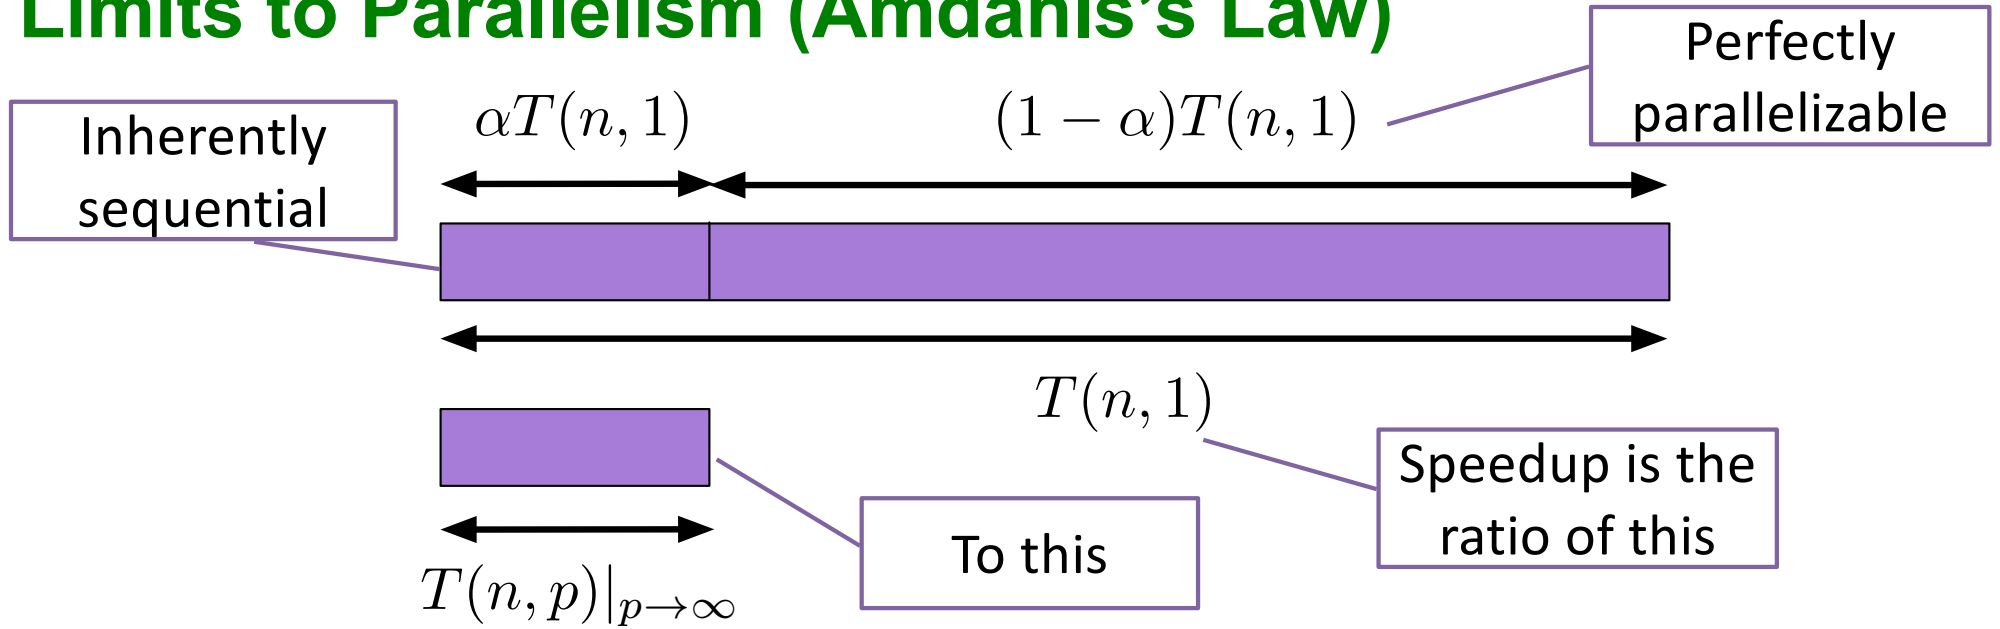 Limits to Parallelism (Amdahls's Law)
Perfectly
parallelizable
αT(n, 1)
(1 − α)T(n, 1)
Inherently
sequential
T(n, 1)
Speedup is the
ratio of this
To this
T(n, p)|p→∞